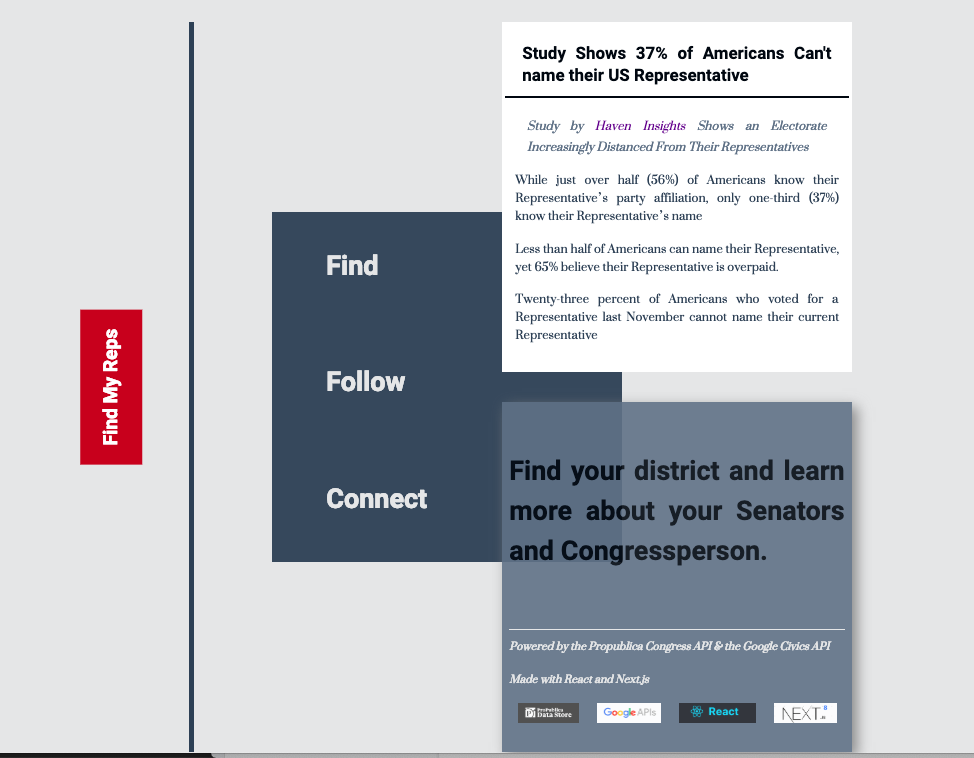 Find My Reps
Find
Follow
Connect
Study Shows 37% of Americans Can't
name their US Representative
Study by Haven Insights Shows an Electorate
Increasingly Distanced From Their Representatives
While just over half (56%) of Americans know their
Representative’s party affiliation, only one-third (37%)
know their Representative’s name
Less than half of Americans can name their Representative,
yet 65% believe their Representative is overpaid.
Twenty-three percent of Americans who voted for a
Representative last November cannot name their current
Representative
Find your district and learn
more about your Senators
and Congressperson.
Powered by the Propublica Congress API & the Google Civics API
Made with React and Next.js
ProPublica
Data Store
Google APIs
React
NEXT.js 8